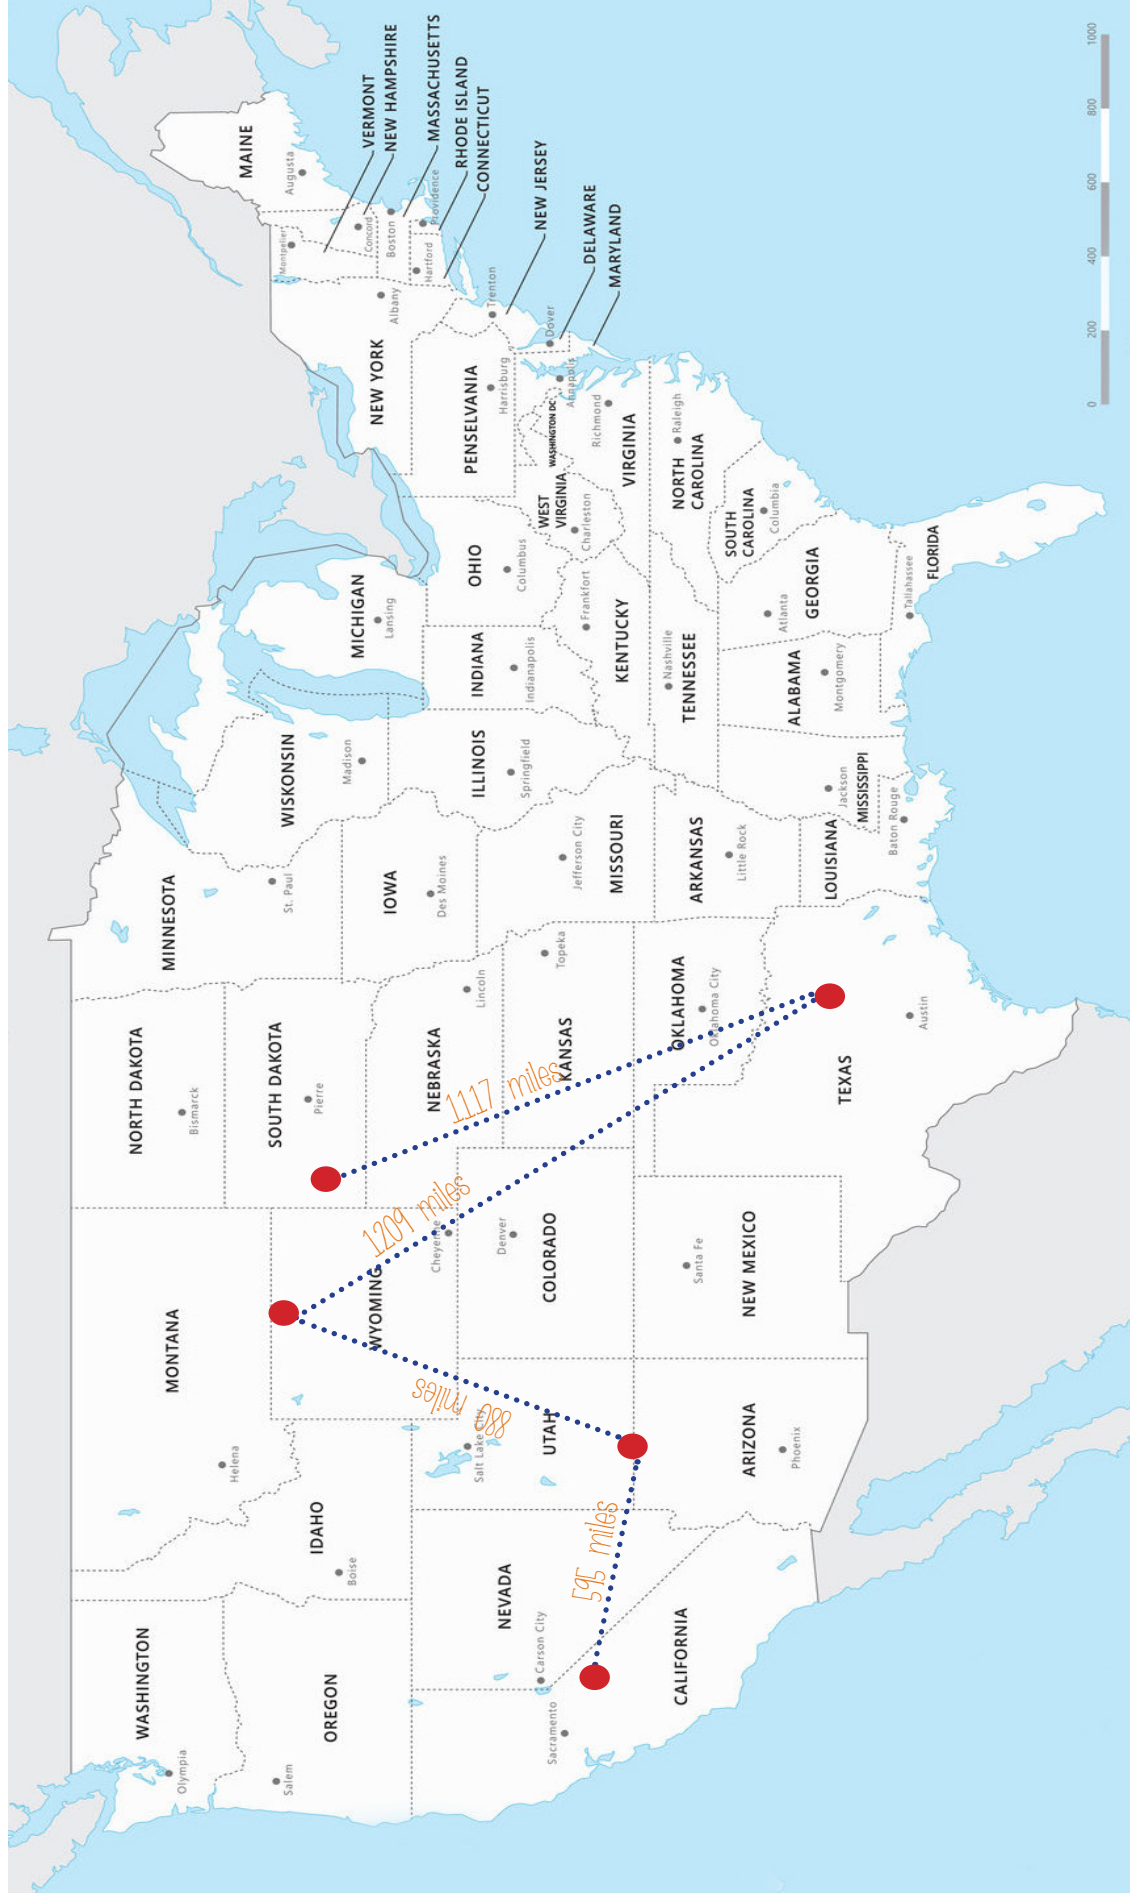 WASHINGTON
Olympia
OREGON
Salem
CALIFORNIA
Sacramento
NEVADA
Carson City
IDAHO
Boise
MONTANA
Helena
WYOMING
Cheyenne
UTAH
Salt Lake City
ARIZONA
Phoenix
COLORADO
Denver
NEW MEXICO
Santa Fe
NORTH DAKOTA
Bismarck
SOUTH DAKOTA
Pierre
NEBRASKA
Lincoln
KANSAS
Topeka
OKLAHOMA
Oklahoma City
TEXAS
Austin
MINNESOTA
St. Paul
IOWA
Des Moines
MISSOURI
Jefferson City
ARKANSAS
Little Rock
LOUISIANA
Baton Rouge
WISKONSIN
Madison
ILLINOIS
Springfield
MISSISSIPPI
Jackson
MICHIGAN
Lansing
INDIANA
Indianapolis
KENTUCKY
Frankfort
TENNESSEE
Nashville
ALABAMA
Montgomery
OHIO
Columbus
WEST
VIRGINIA
Charleston
GEORGIA
Atlanta
FLORIDA
Tallahassee
SOUTH
CAROLINA
Columbia
NORTH
CAROLINA
Raleigh
VIRGINIA
Richmond
WASHINGTON DC
Annapolis
PENSELVANIA
Harrisburg
NEW YORK
Albany
MAINE
Augusta
Montpelier
Concord
Boston
Hartford
Providence
Trenton
Dover
VERMONT
NEW HAMPSHIRE
MASSACHUSETTS
RHODE ISLAND
CONNECTICUT
NEW JERSEY
DELAWARE
MARYLAND
595 miles
880 miles
1209 miles
1117 miles
0 200 400 600 800 1000